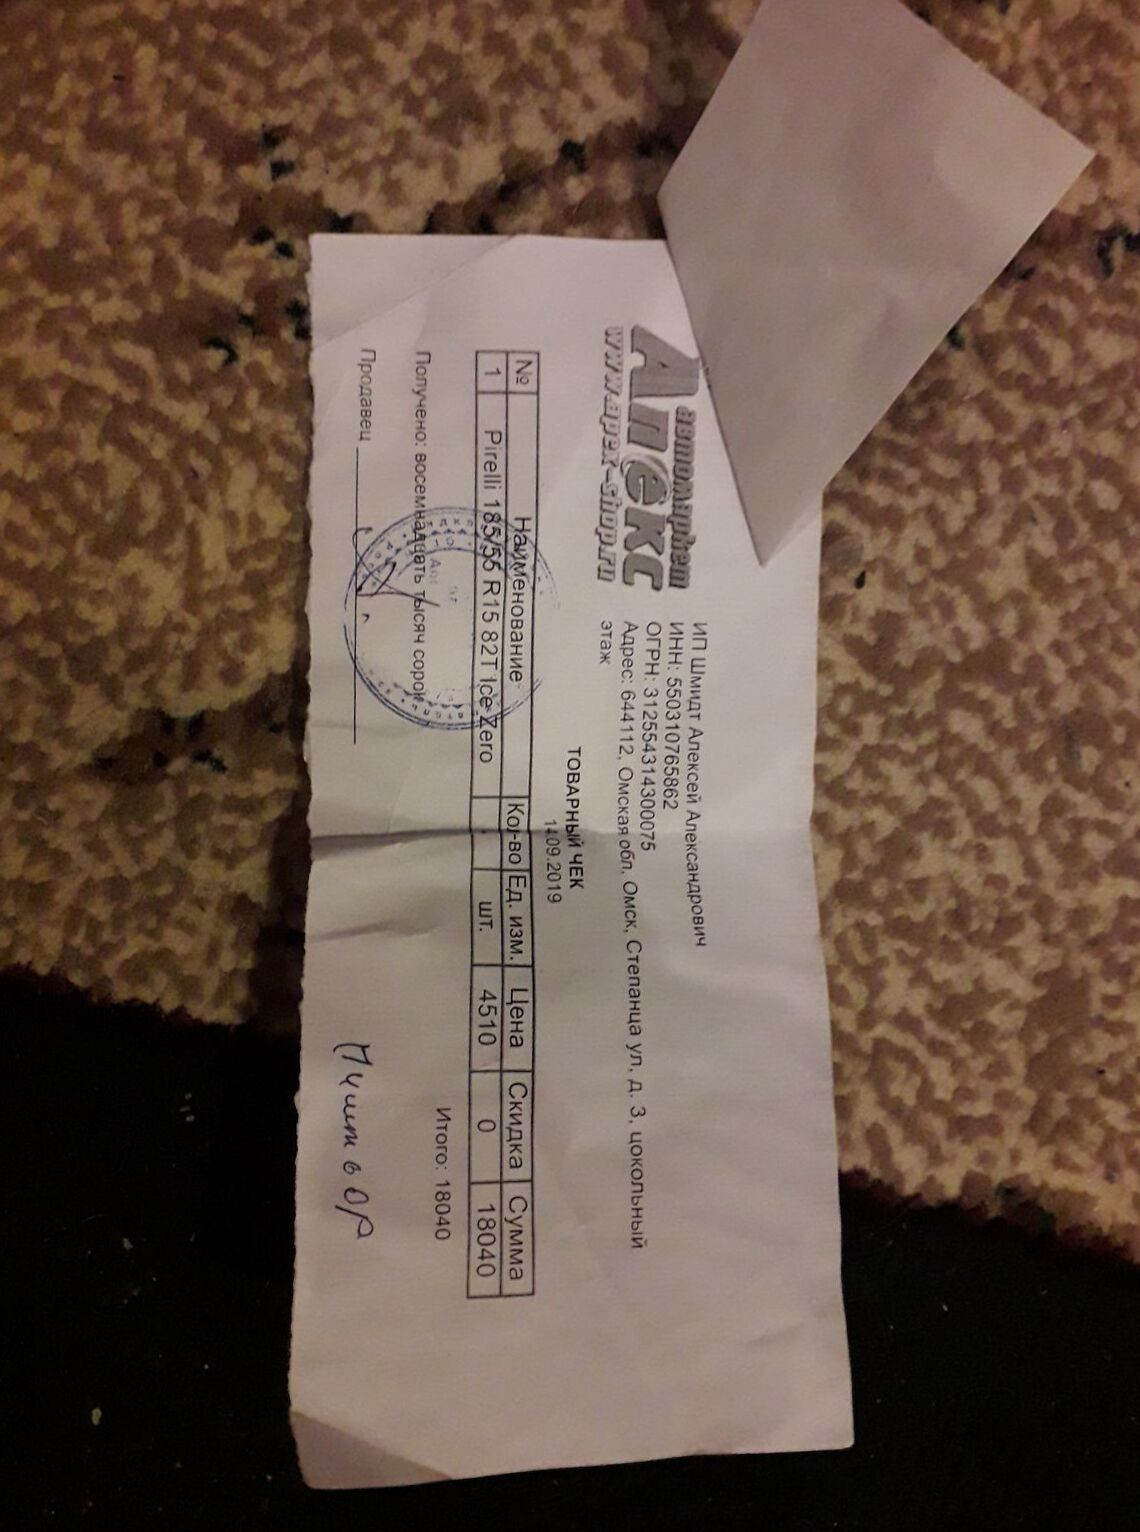 автомаркет
Апекс
www.apex-shop.ru
ИП Шмидт Алексей Александрович
ИНН: 550310765862
ОГРН: 312554314300075
Адрес: 644112, Омская обл, Омск, Степанца ул, д. 3, цокольный
этаж
ТОВАРНЫЙ ЧЕК
14.09.2019
№ Наименование Кол-во Ед. изм. Цена Скидка Сумма
1 Pirelli 185/55 R15 82T Ice Zero шт. 4510 0 18040
Итого: 18040
Получено: восемнадцать тысяч сорок
Продавец